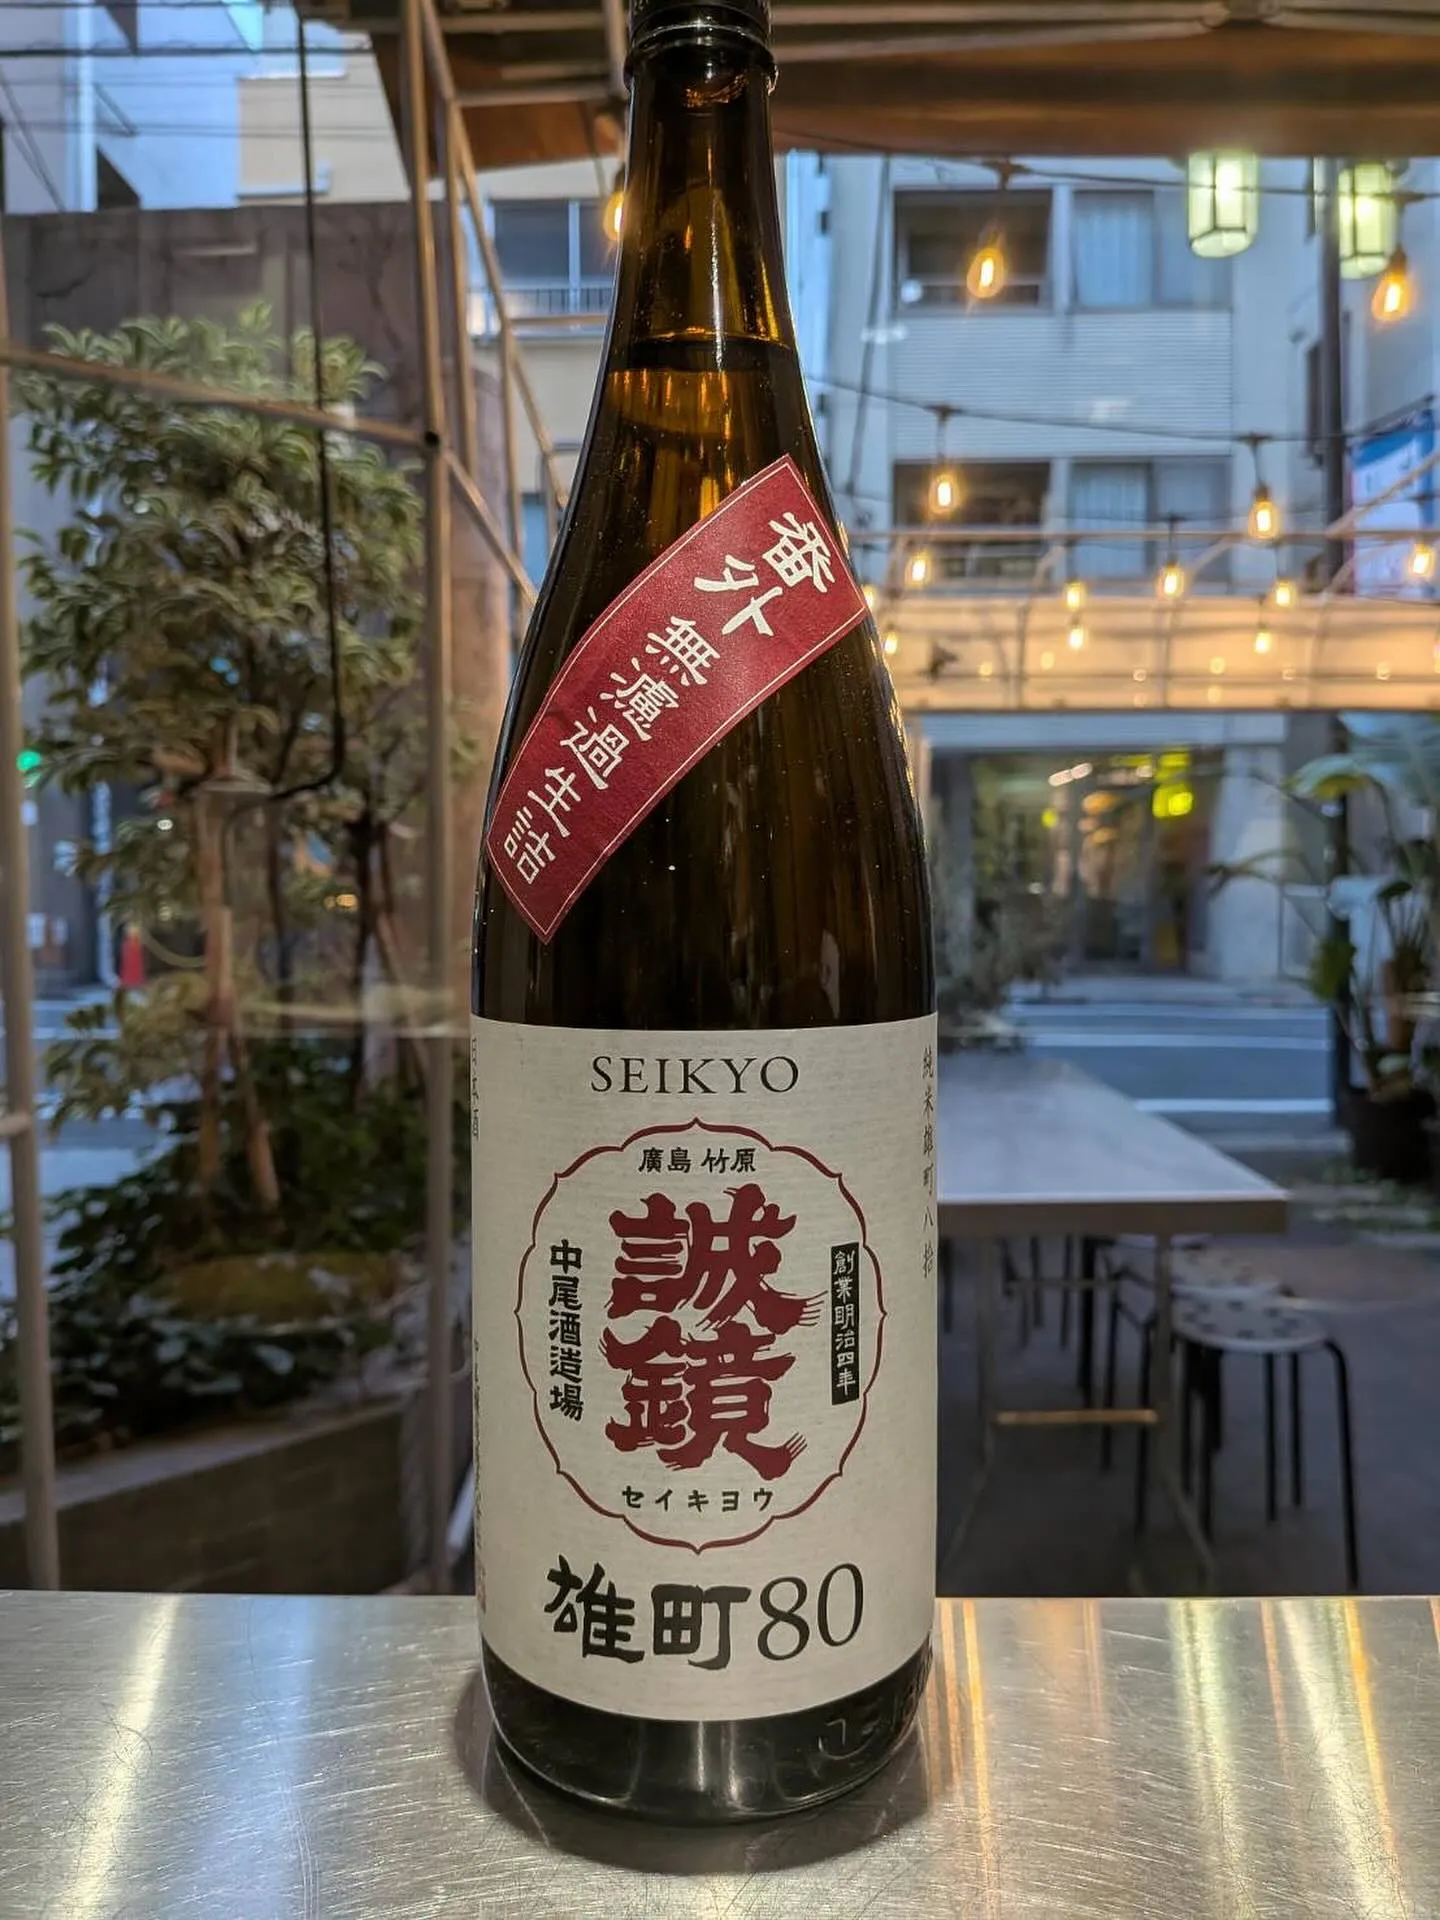 番外 無濾過生詰
SEIKYO
廣島 竹原
誠鏡
創業明治四年
中尾酒造場
セイキヨウ
雄町80
純米雄町八拾
日本酒